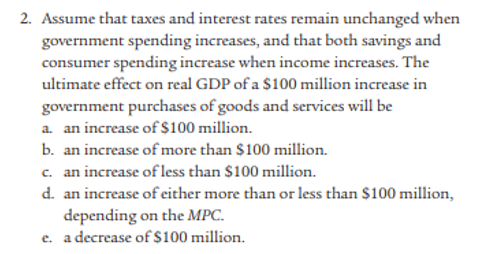 2. Assume that taxes and interest rates remain unchanged when
government spending increases, and that both savings and
consumer spending increase when income increases. The
ultimate effect on real GDP of a $100 million increase in
government purchases of goods and services will be
a. an increase of $100 million.
b. an increase of more than $100 million.
c. an increase of less than $100 million.
d. an increase of either more than or less than $100 million,
depending on the MPC.
e. a decrease of $100 million.